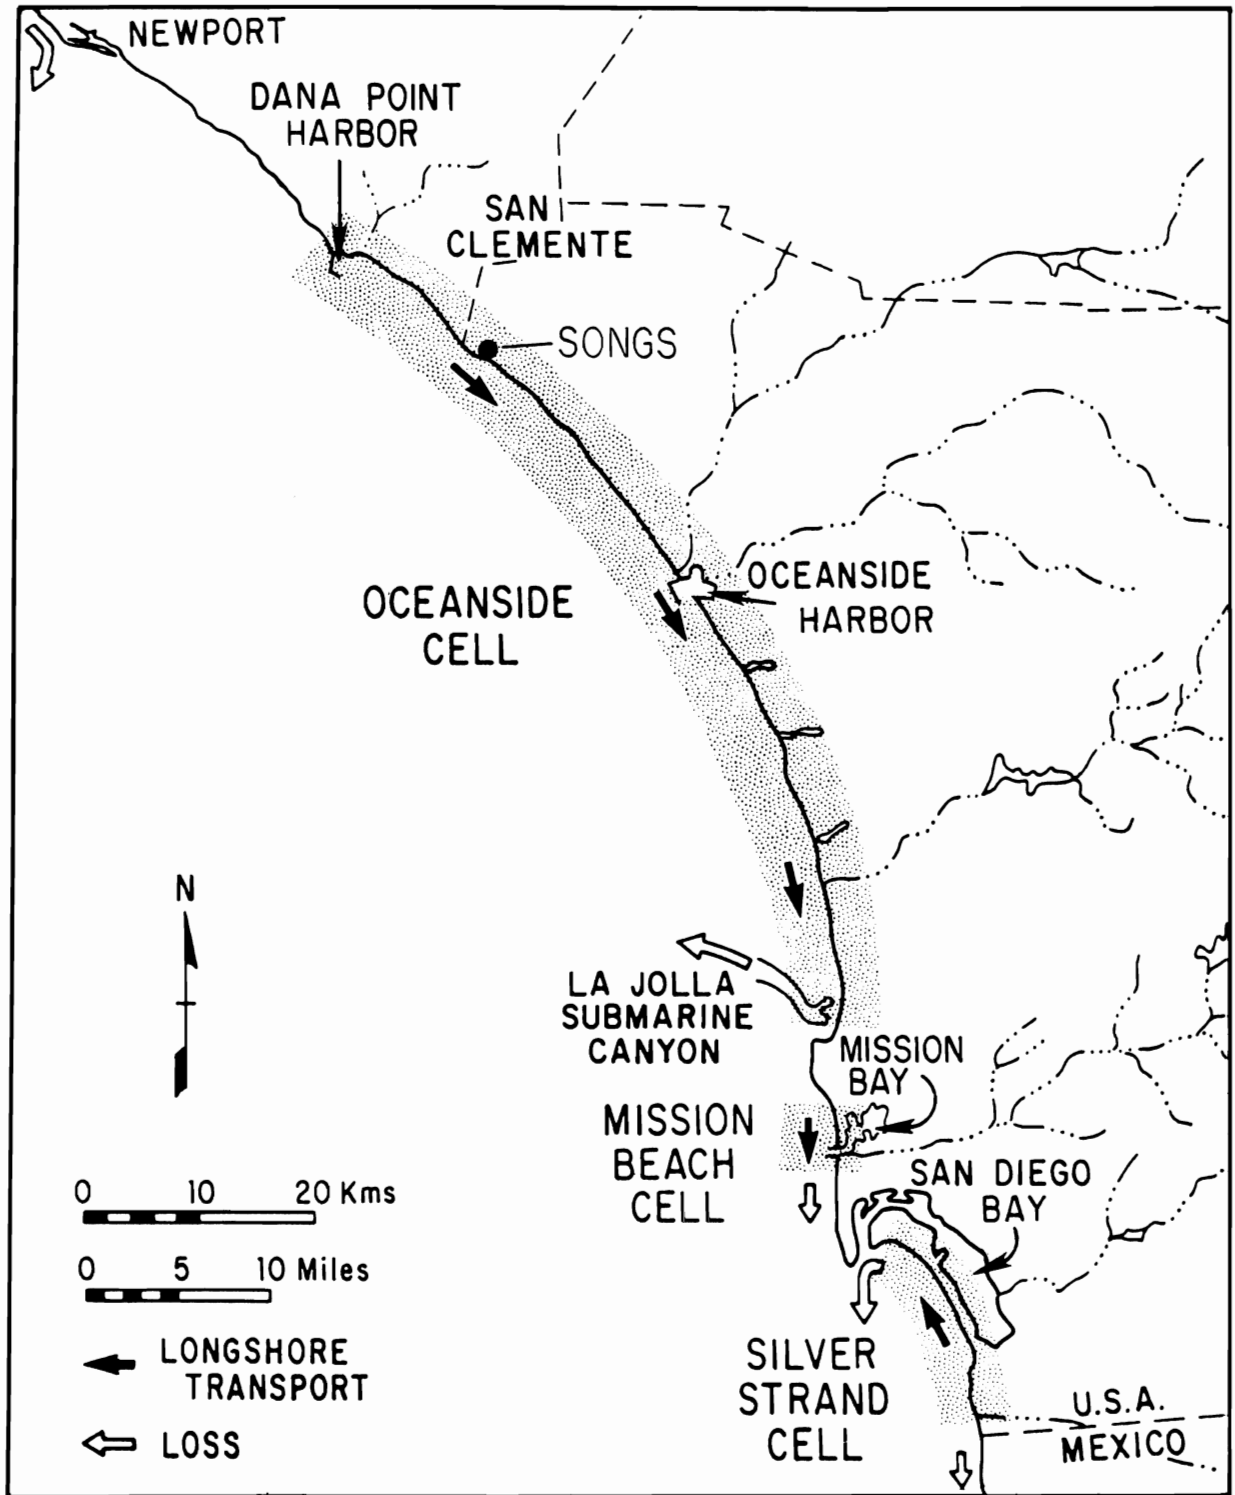 NEWPORT
DANA POINT
HARBOR
SAN
CLEMENTE
SONGS
OCEANSIDE
CELL
OCEANSIDE
HARBOR
N
LA JOLLA
SUBMARINE
CANYON
MISSION
BAY
MISSION
BEACH
CELL
SAN DIEGO
BAY
0 10 20 Kms
0 5 10 Miles
LONGSHORE
TRANSPORT
LOSS
SILVER
STRAND
CELL
U.S.A.
MEXICO